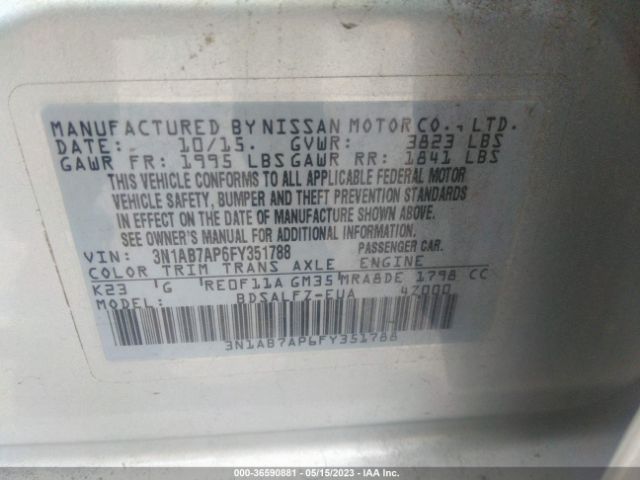 MANUFACTURED BY NISSAN MOTOR CO., LTD.
DATE: 10/15. GVWR: 3823 LBS
GAWR FR: 1995 LBS GAWR RR: 1841 LBS
THIS VEHICLE CONFORMS TO ALL APPLICABLE FEDERAL MOTOR
VEHICLE SAFETY, BUMPER AND THEFT PREVENTION STANDARDS
IN EFFECT ON THE DATE OF MANUFACTURE SHOWN ABOVE.
SEE OWNER'S MANUAL FOR ADDITIONAL INFORMATION.
VIN: 3N1AB7AP6FY351788 PASSENGER CAR.
COLOR TRIM TRANS AXLE ENGINE
K23 G RE0F11A GM35 MRA8DE 1798 CC
MODEL: BDSALFZ-EUA 4Z000
3N1AB7AP6FY351788
000-36590881 - 05/15/2023 - IAA Inc.